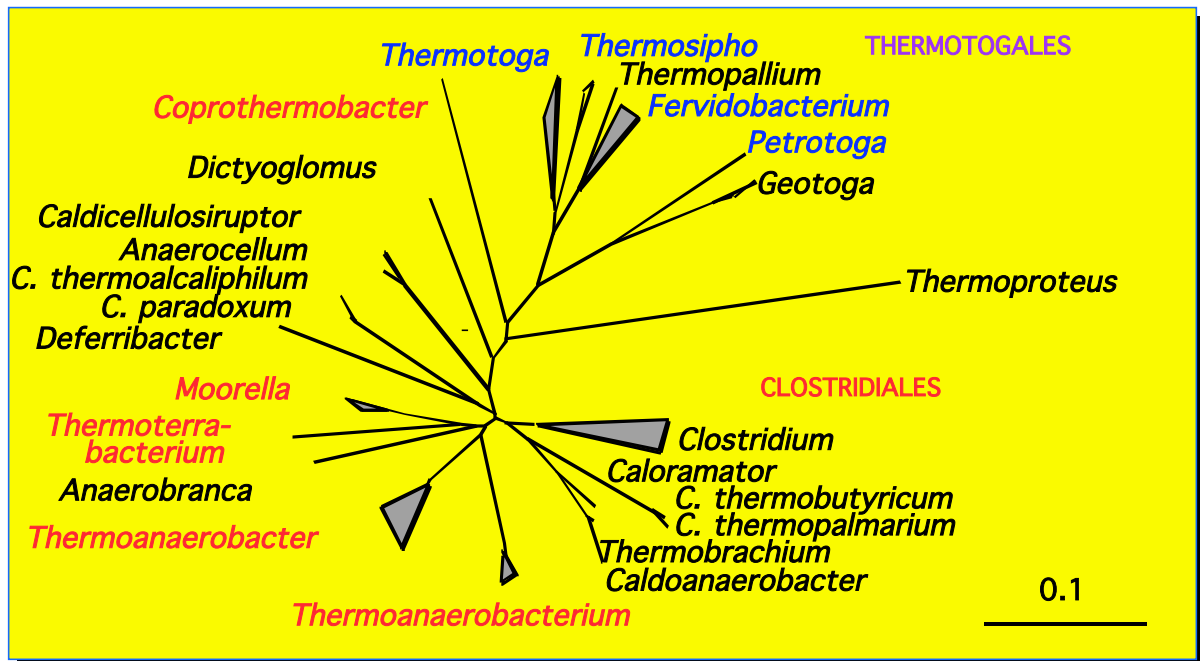 Thermotoga
Thermosipho
THERMOTOGALES
Thermopallium
Coprothermobacter
Fervidobacterium
Petrotoga
Dictyoglomus
Geotoga
Caldicellulosiruptor
Anaerocellum
C. thermoalcaliphilum
Thermoproteus
C. paradoxum
Deferribacter
Moorella
CLOSTRIDIALES
Thermoterra-
bacterium
Clostridium
Caloramator
Anaerobranca
C. thermobutyricum
C. thermopalmarium
Thermoanaerobacter
Thermobrachium
Caldoanaerobacter
0.1
Thermoanaerobacterium